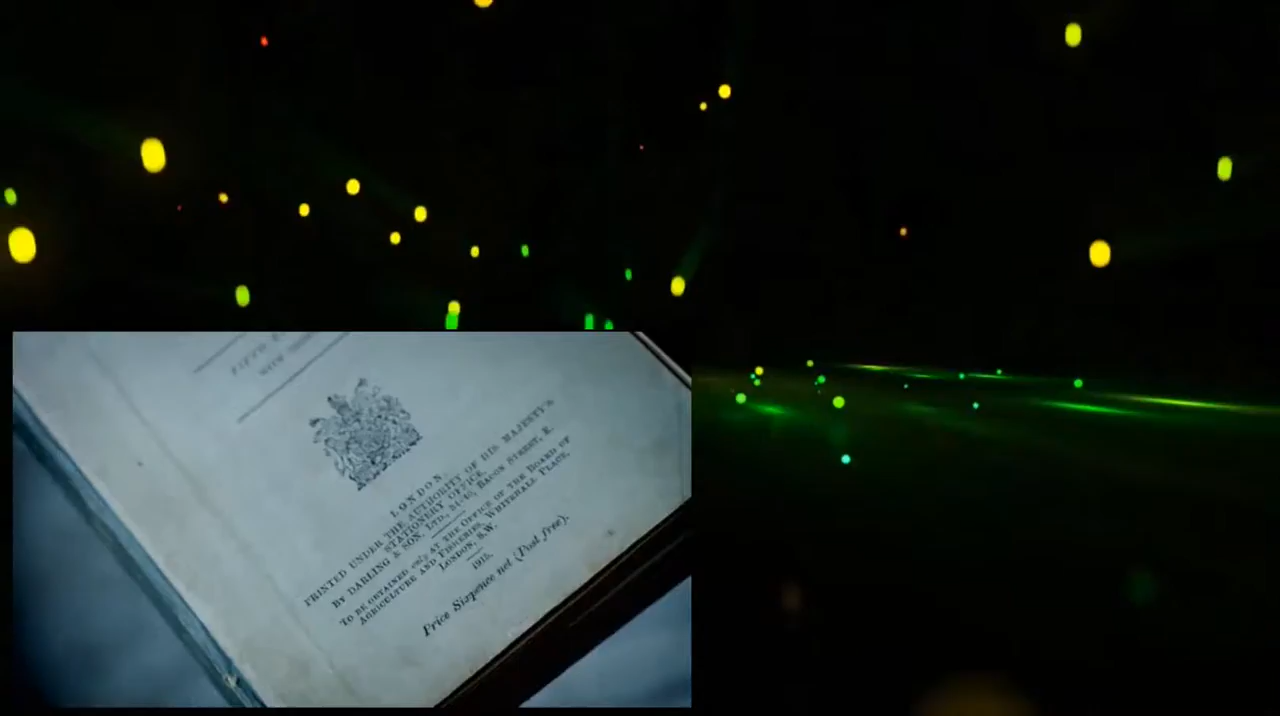 LONDON.
PRINTED UNDER THE AUTHORITY OF HIS MAJESTY'S
STATIONERY OFFICE,
BY DARLING & SON, LTD., BACON STREET, E.
TO BE OBTAINED only AT THE OFFICE OF THE BOARD OF
AGRICULTURE AND FISHERIES, WHITEHALL PLACE,
LONDON, S.W.
1915.
Price Sixpence net (Post free).